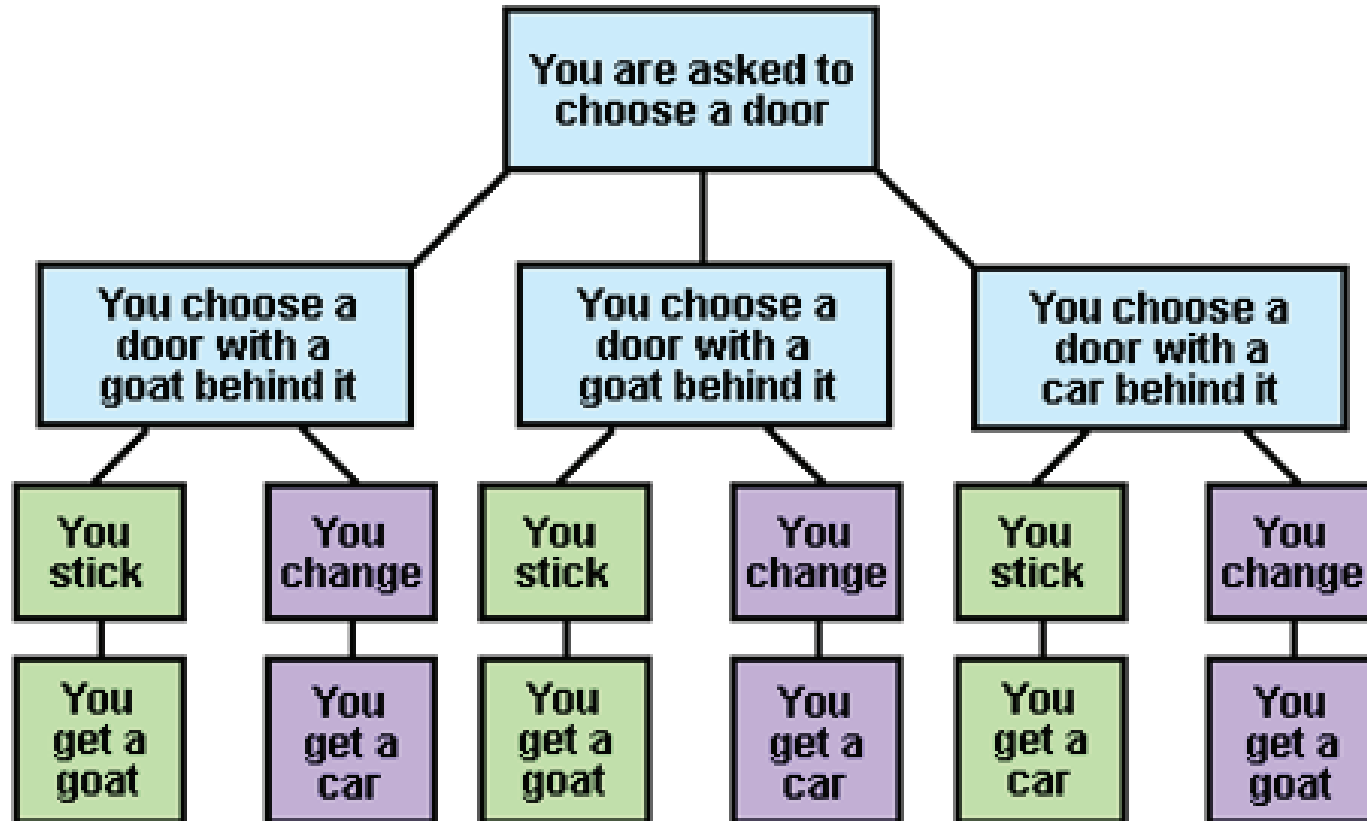 You are asked to
choose a door
You choose a
door with a
goat behind it
You choose a
door with a
goat behind it
You choose a
door with a
car behind it
You
stick
You
change
You
stick
You
change
You
stick
You
change
You
get a
goat
You
get a
car
You
get a
goat
You
get a
car
You
get a
car
You
get a
goat